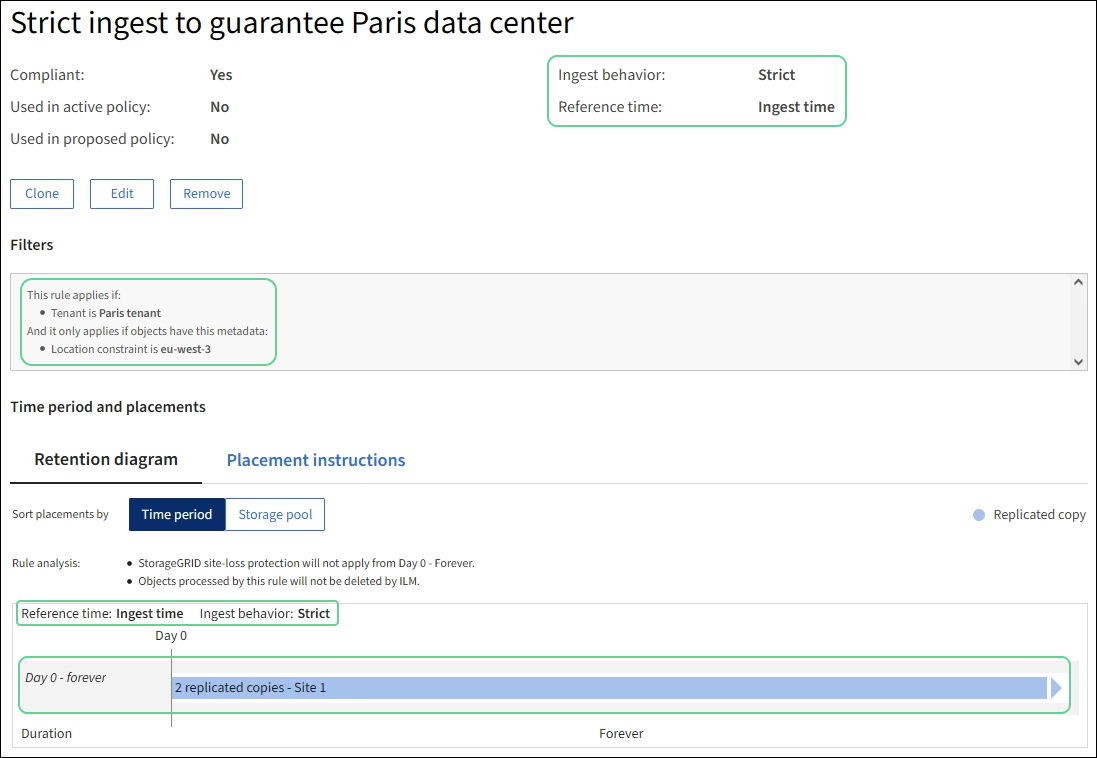 Strict ingest to guarantee Paris data center
Compliant: Yes
Ingest behavior: Strict
Used in active policy: No
Reference time: Ingest time
Used in proposed policy: No
Clone Edit Remove
Filters
This rule applies if:
• Tenant is Paris tenant
And it only applies if objects have this metadata:
• Location constraint is eu-west-3
Time period and placements
Retention diagram Placement instructions
Sort placements by Time period Storage pool Replicated copy
Rule analysis: • StorageGRID site-loss protection will not apply from Day 0 - Forever.
• Objects processed by this rule will not be deleted by ILM.
Reference time: Ingest time Ingest behavior: Strict
Day 0
Day 0 - forever
2 replicated copies - Site 1
Duration Forever